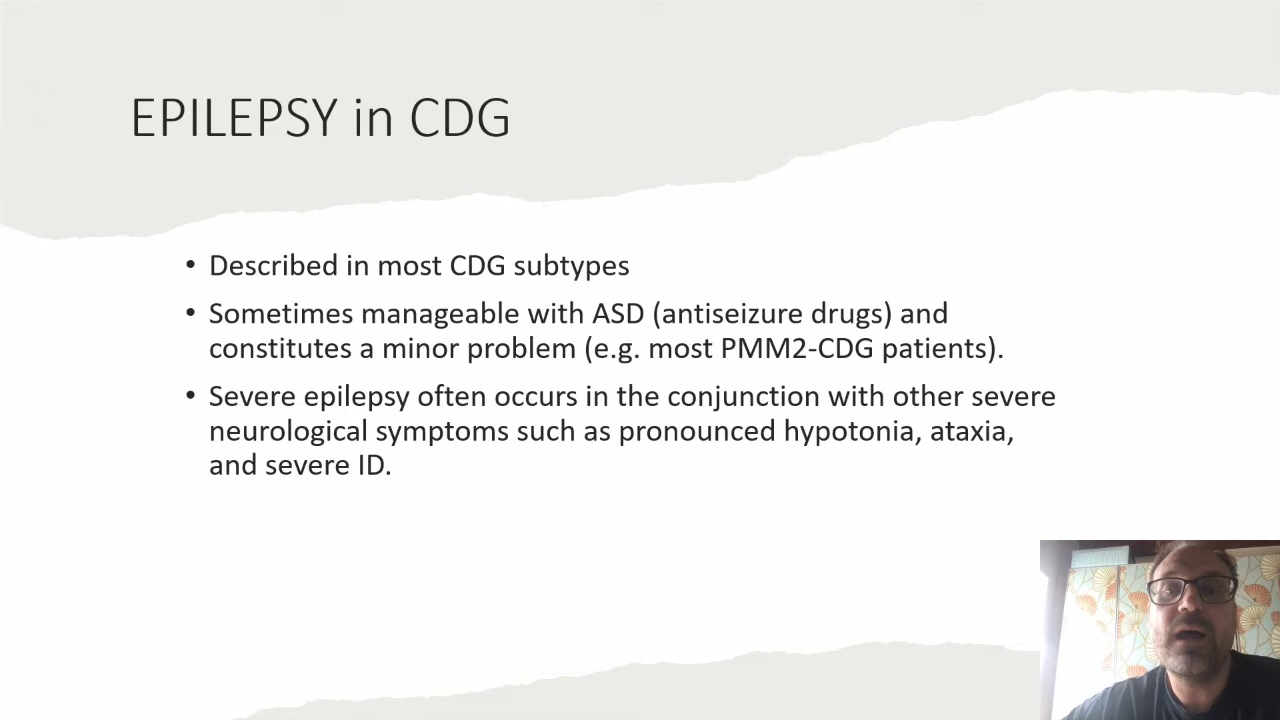 EPILEPSY in CDG
• Described in most CDG subtypes
• Sometimes manageable with ASD (antiseizure drugs) and
constitutes a minor problem (e.g. most PMM2-CDG patients).
• Severe epilepsy often occurs in the conjunction with other severe
neurological symptoms such as pronounced hypotonia, ataxia,
and severe ID.